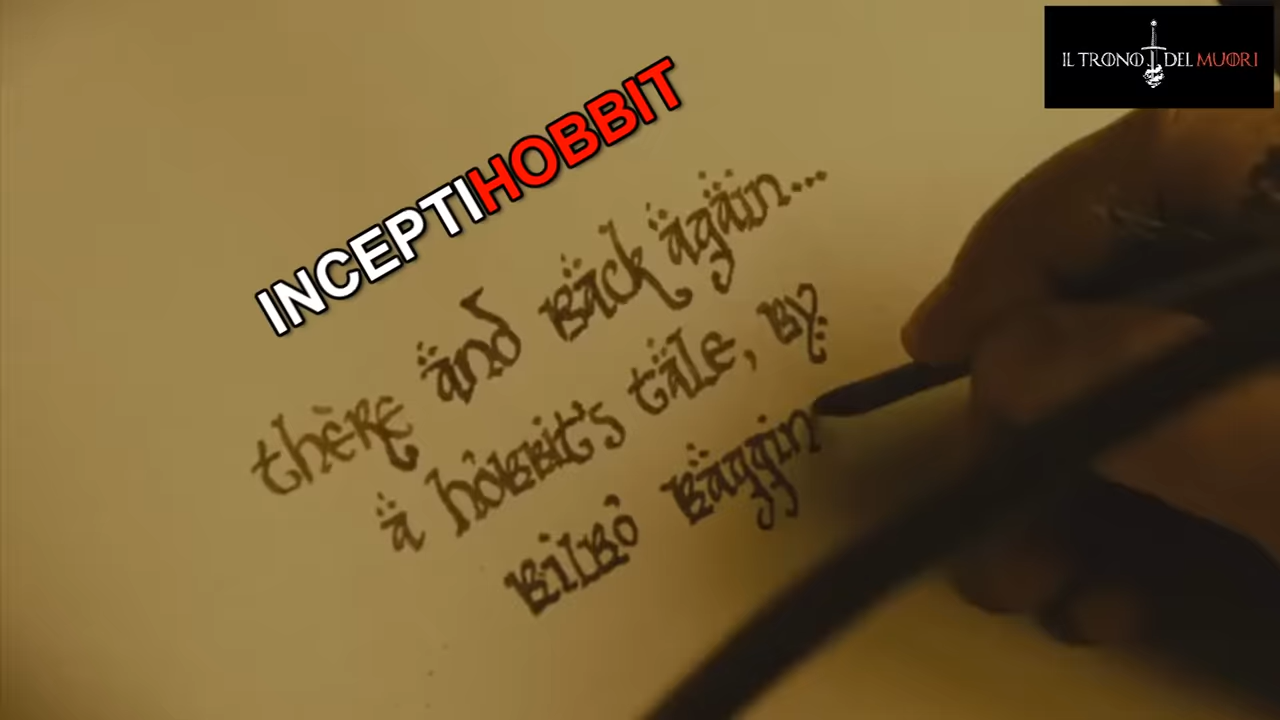 IL TRONO DEL MUORI
INCEPTIHOBBIT
there and back again...
a hobbit's tale, by
Bilbo Baggin